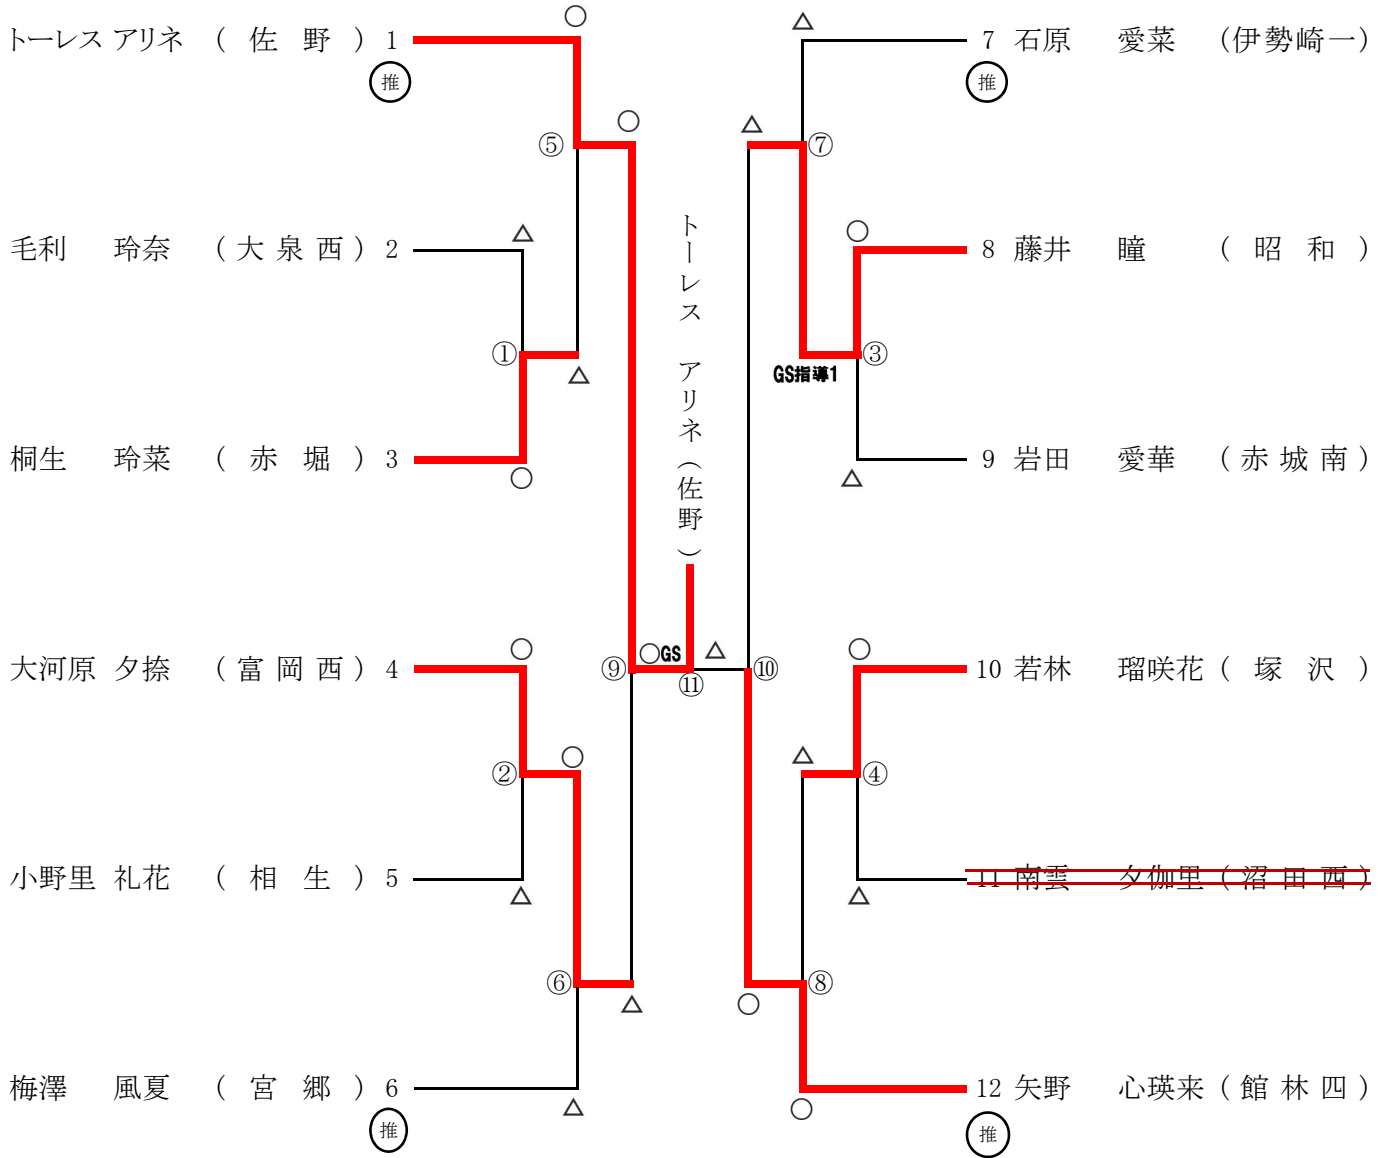 トーレス アリネ ( 佐 野 ) 1
推
毛利 玲奈 ( 大 泉 西 ) 2
桐生 玲菜 ( 赤 堀 ) 3
大河原 夕捺 ( 富 岡 西 ) 4
小野里 礼花 ( 相 生 ) 5
梅澤 風夏 ( 宮 郷 ) 6
推
○
⑤
○
△
①
△
○
○
②
○
△
⑥
△
△
トーレス アリネ(佐野)
⑨
○GS
⑪
△
⑩
△
△
⑦
○
③
GS指導1
△
○
△
④
△
⑧
○
○
7 石原 愛菜 (伊勢崎一)
推
8 藤井 瞳 ( 昭 和 )
9 岩田 愛華 ( 赤 城 南 )
10 若林 瑠咲花 ( 塚 沢 )
11 南雲 夕伽里 ( 沼 田 西 )
12 矢野 心瑛来 ( 館 林 四 )
推